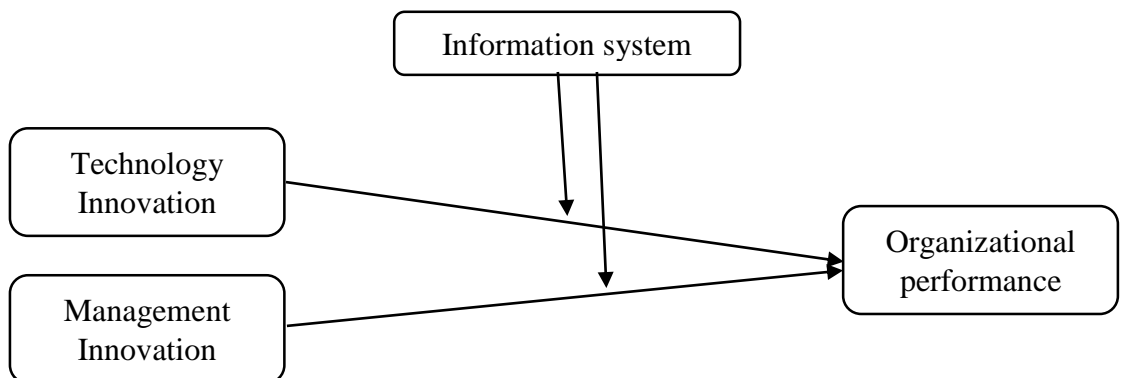 Information system
Technology
Innovation
Organizational
performance
Management
Innovation